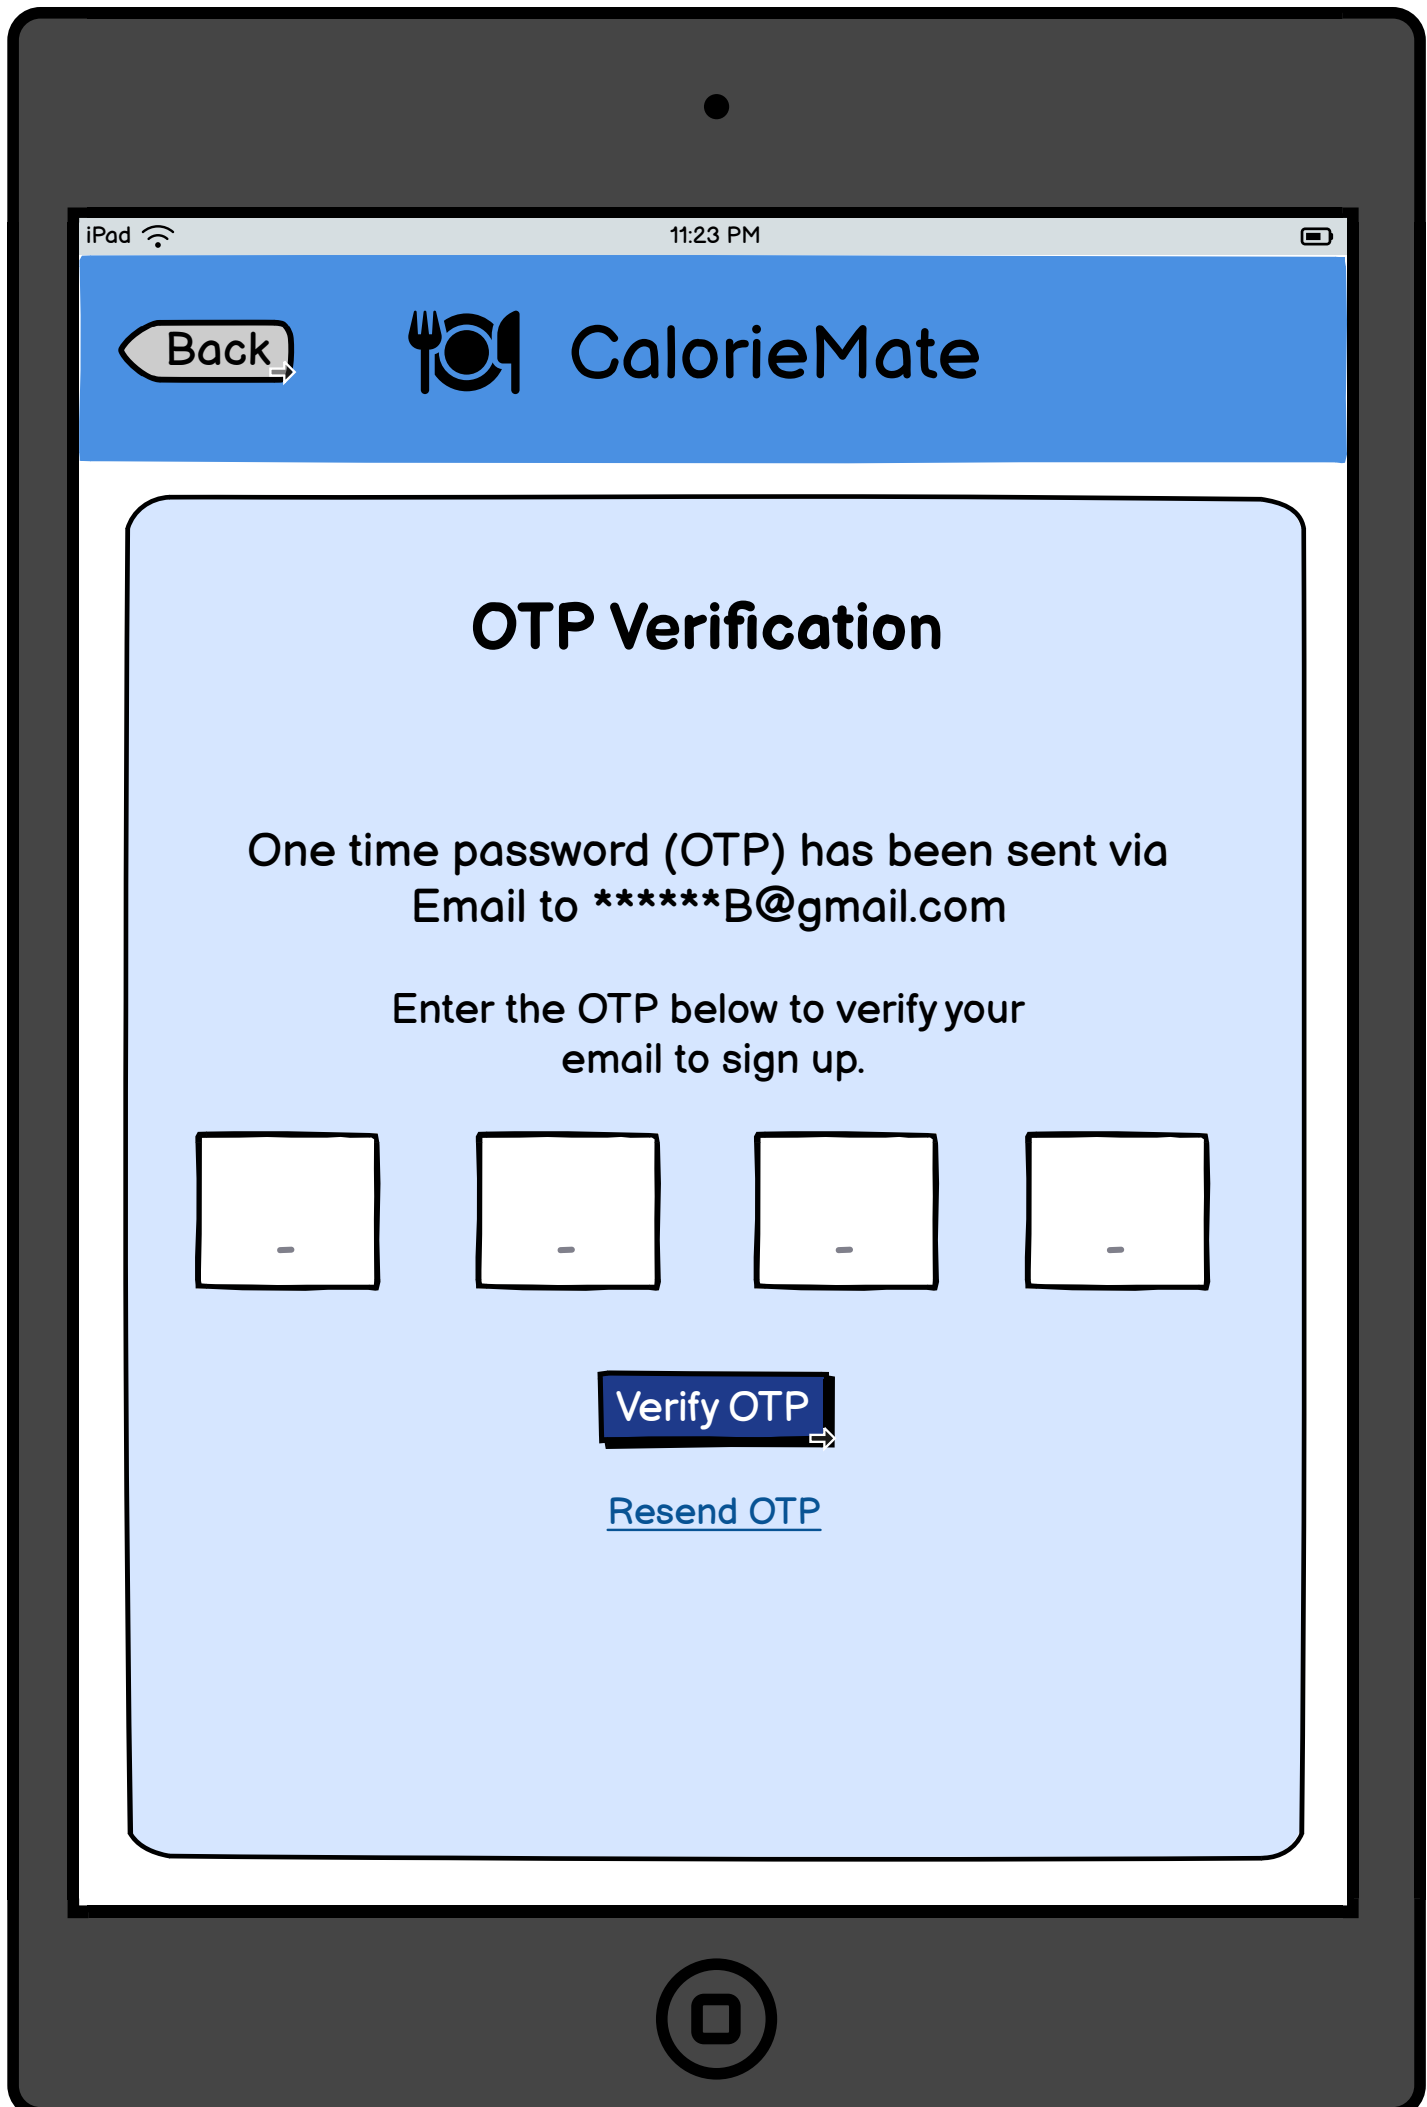 iPad
11:23 PM
Back
CalorieMate
OTP Verification
One time password (OTP) has been sent via
Email to ******B@gmail.com
Enter the OTP below to verify your
email to sign up.
- - - -
Verify OTP
Resend OTP